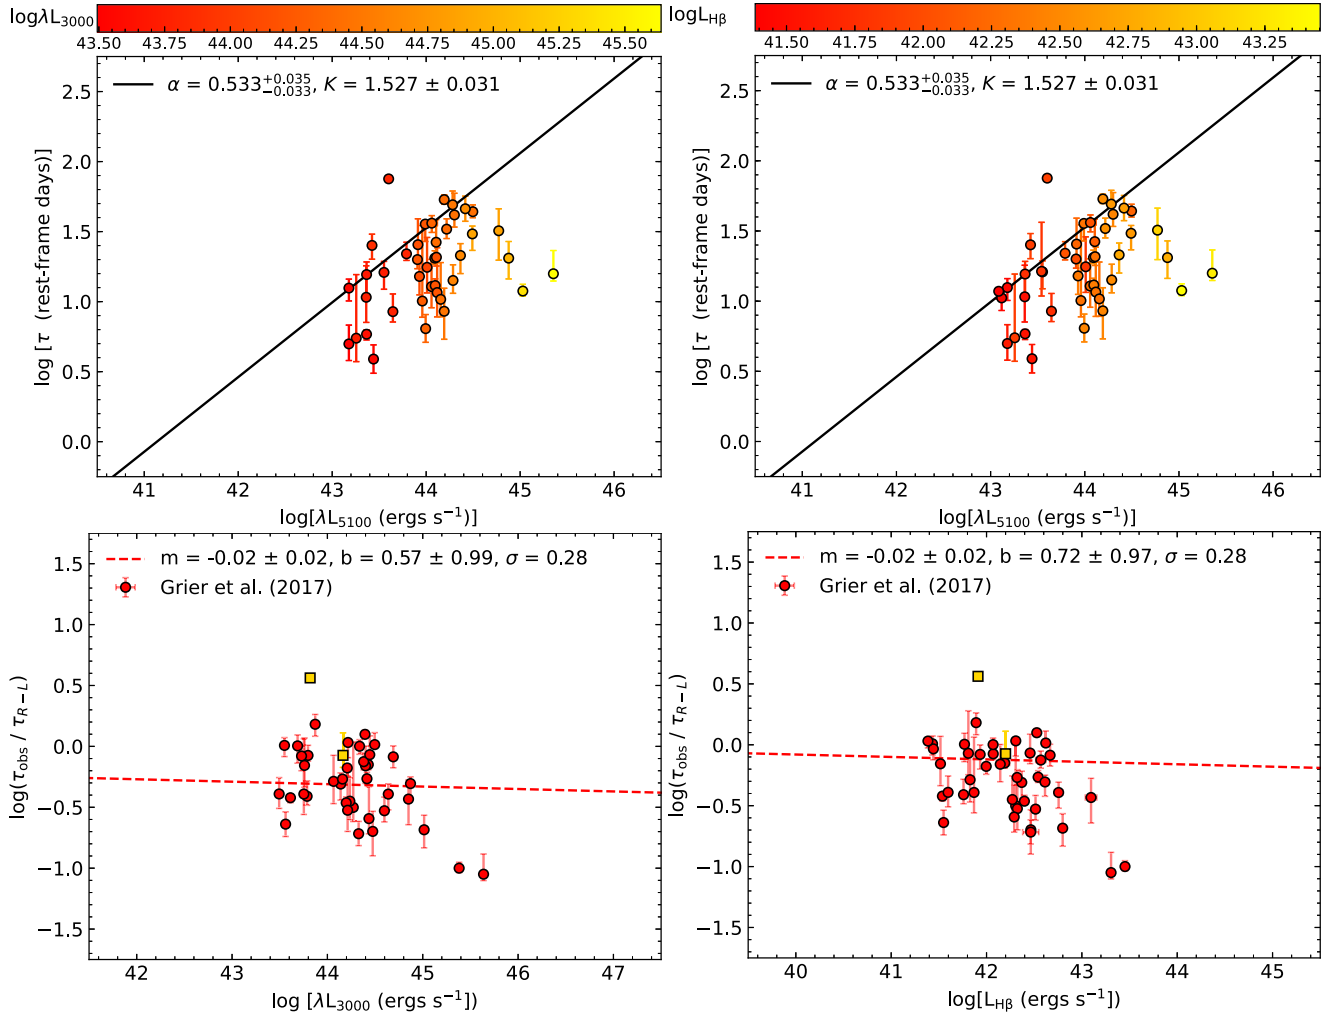 logλL3000
43.50 43.75 44.00 44.25 44.50 44.75 45.00 45.25 45.50
α = 0.533+0.035−0.033, K = 1.527 ± 0.031
2.5
2.0
1.5
1.0
0.5
0.0
log [τ (rest-frame days)]
41 42 43 44 45 46
log[λL5100 (ergs s−1)]
logLHβ
41.50 41.75 42.00 42.25 42.50 42.75 43.00 43.25
α = 0.533+0.035−0.033, K = 1.527 ± 0.031
2.5
2.0
1.5
1.0
0.5
0.0
log [τ (rest-frame days)]
41 42 43 44 45 46
log[λL5100 (ergs s−1)]
m = -0.02 ± 0.02, b = 0.57 ± 0.99, σ = 0.28
Grier et al. (2017)
1.5
1.0
0.5
0.0
−0.5
−1.0
−1.5
log(τobs / τR−L)
42 43 44 45 46 47
log [λL3000 (ergs s−1])
m = -0.02 ± 0.02, b = 0.72 ± 0.97, σ = 0.28
Grier et al. (2017)
1.5
1.0
0.5
0.0
−0.5
−1.0
−1.5
log(τobs / τR−L)
40 41 42 43 44 45
log[LHβ (ergs s−1])